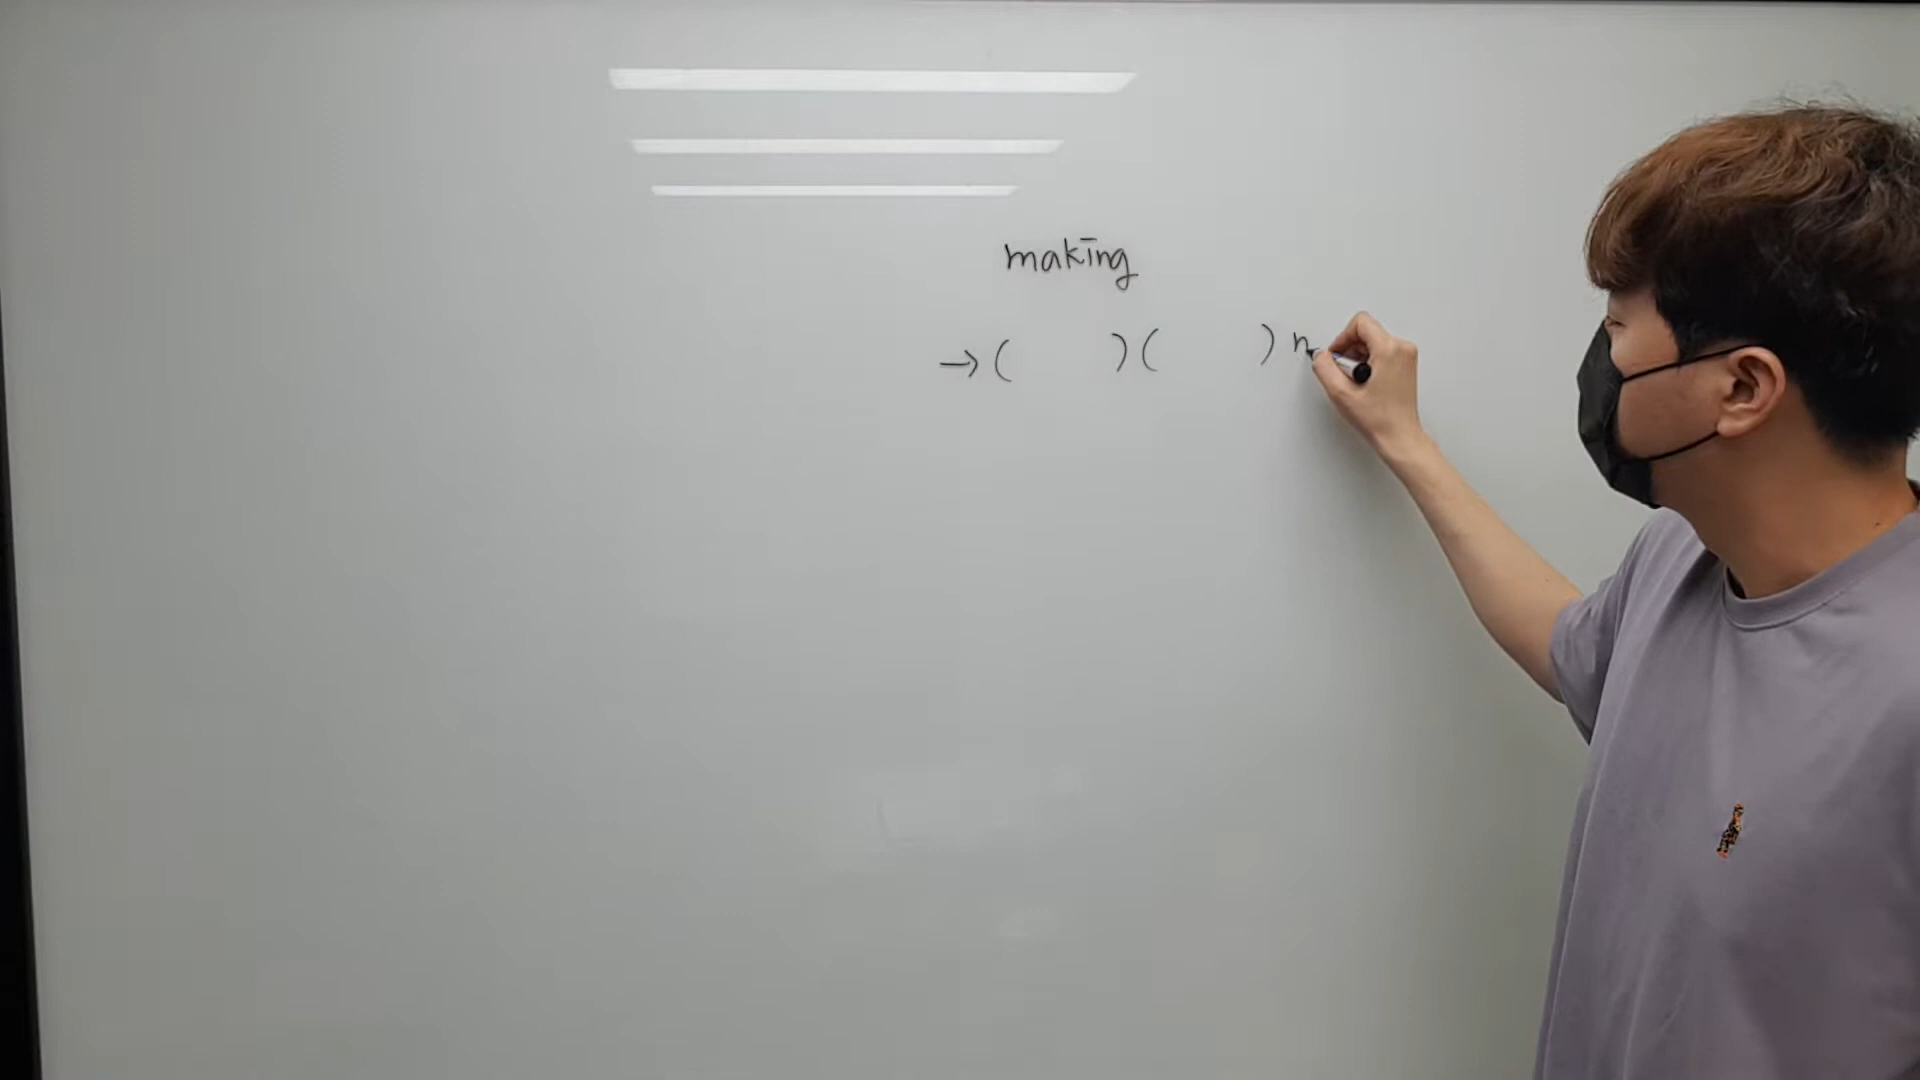 making
→ (          ) (          ) m